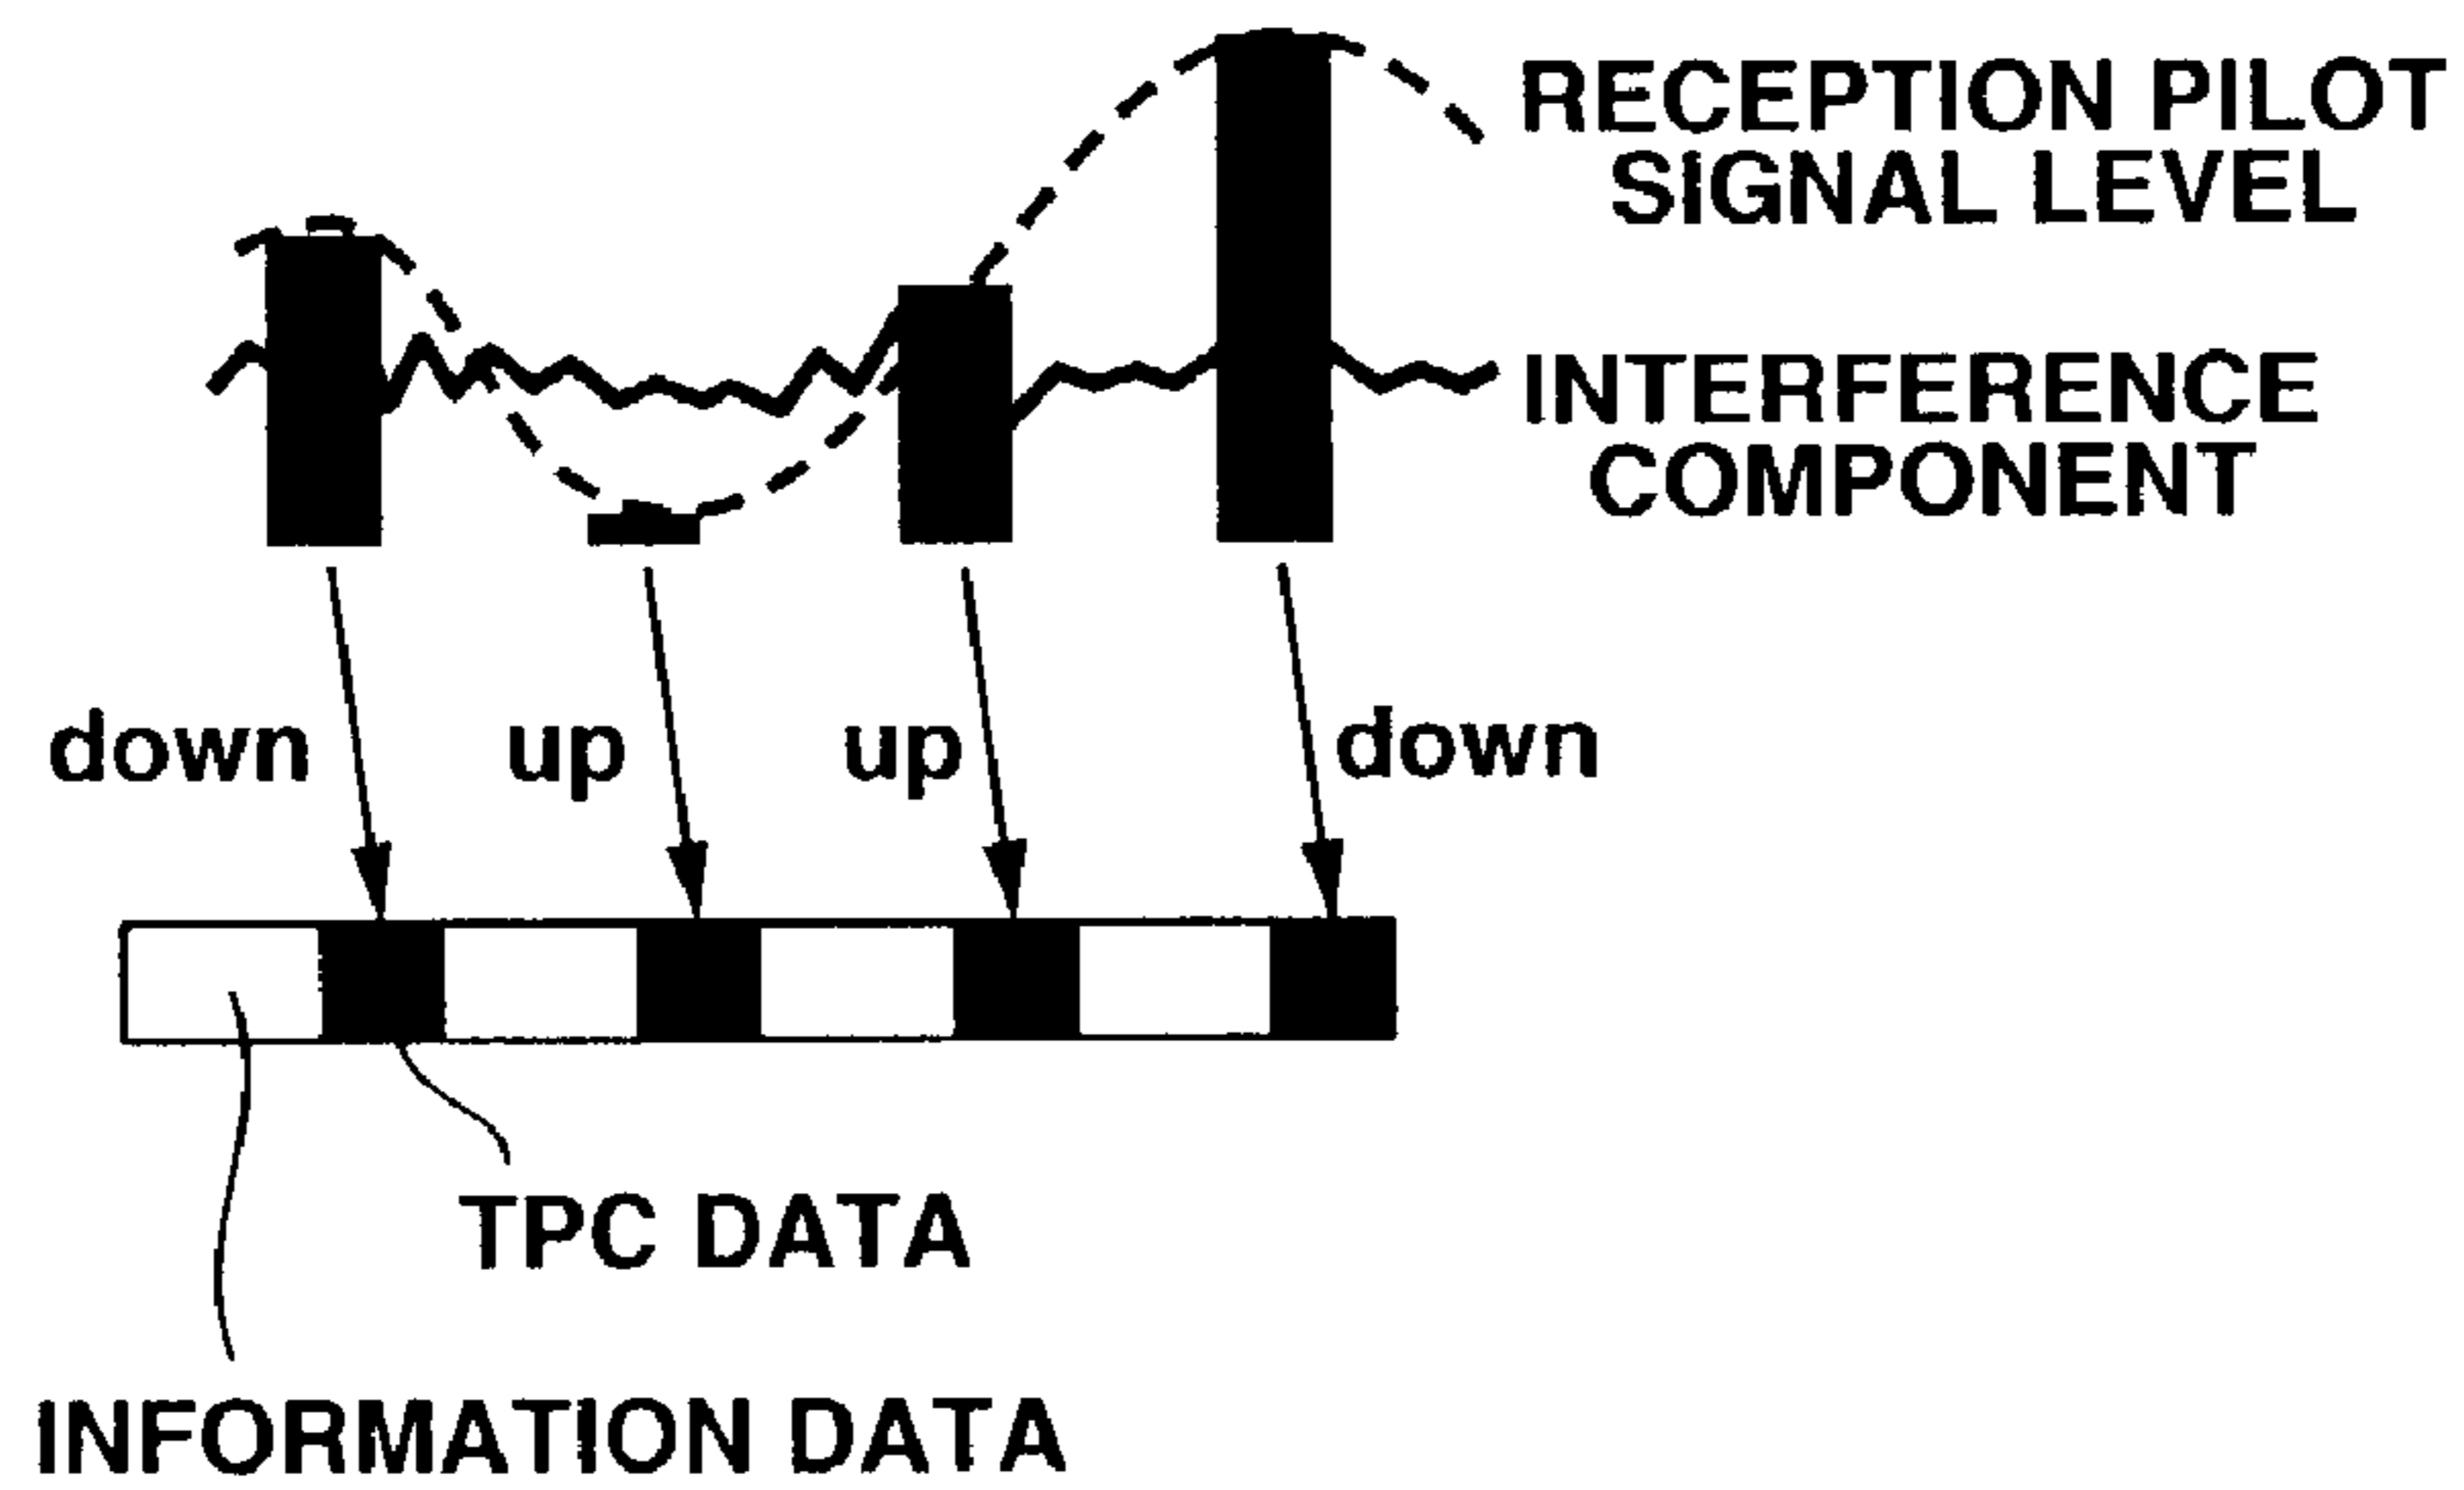 RECEPTION PILOT
SIGNAL LEVEL
INTERFERENCE
COMPONENT
down
up
up
down
TPC DATA
INFORMATION DATA